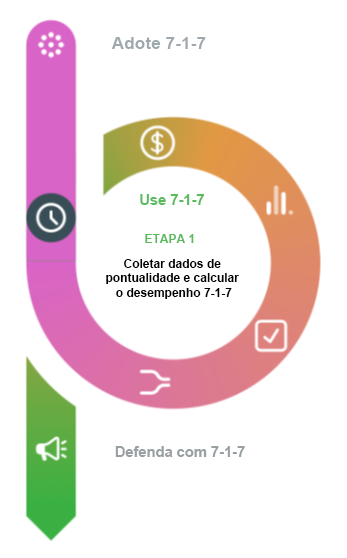 Adote 7-1-7
Use 7-1-7
ETAPA 1
Coletar dados de
pontualidade e calcular
o desempenho 7-1-7
Defenda com 7-1-7